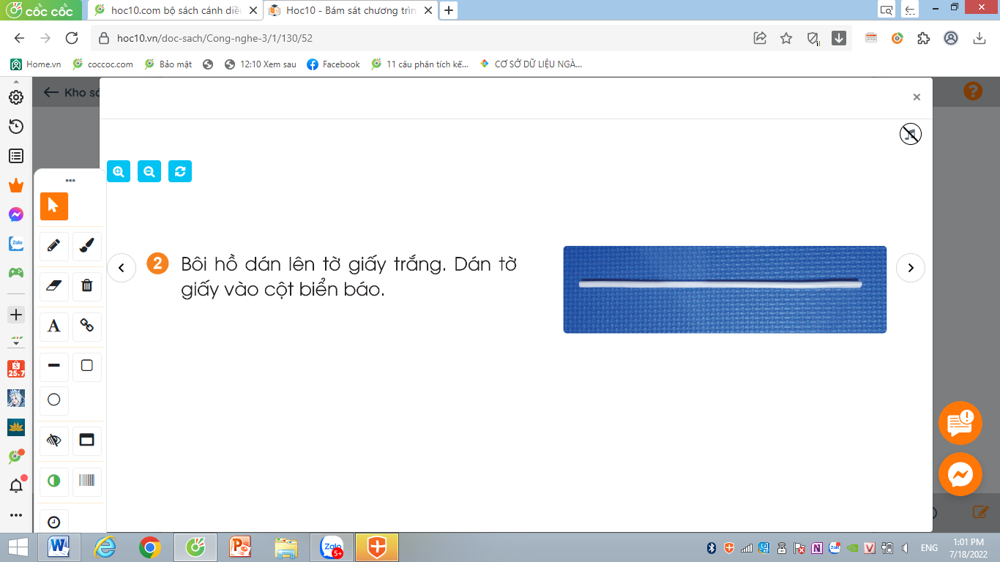 cốc cốc
hoc10.com bộ sách cánh diều
Hoc10 - Bám sát chương trìn
hoc10.vn/doc-sach/Cong-nghe-3/1/130/52
Home.vn
coccoc.com
Bảo mật
12:10 Xem sau
Facebook
11 câu phân tích kế...
CƠ SỞ DỮ LIỆU NGÀ...
Kho sá
2 Bôi hồ dán lên tờ giấy trắng. Dán tờ
giấy vào cột biển báo.
A
Zalo
25.7
Zalo
5+
ENG
1:01 PM
7/18/2022